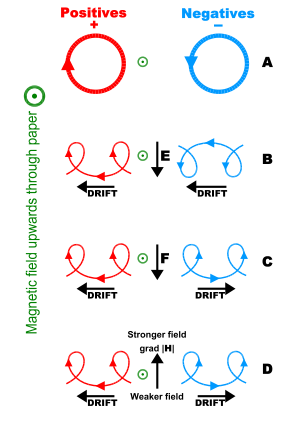 Positives
+
Negatives
−
A
Magnetic field upwards through paper
E
B
DRIFT
DRIFT
F
C
DRIFT
DRIFT
Stronger field
grad |H|
D
Weaker field
DRIFT
DRIFT